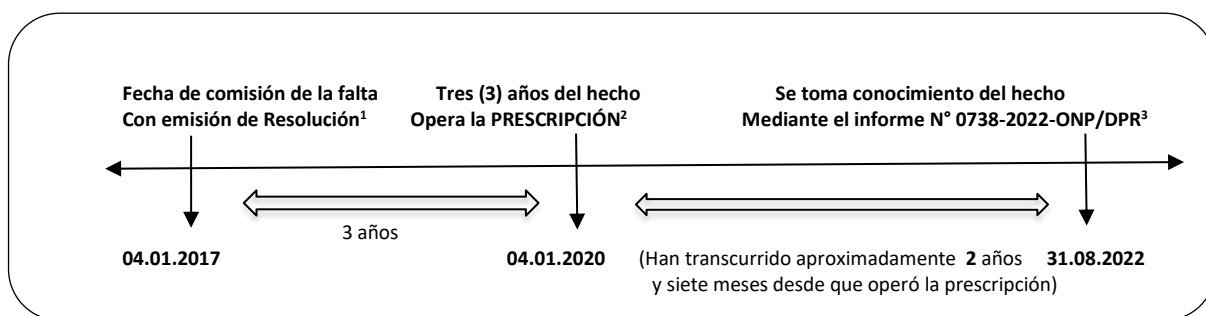 Fecha de comisión de la falta
Con emisión de Resolución¹
Tres (3) años del hecho
Opera la PRESCRIPCIÓN²
Se toma conocimiento del hecho
Mediante el informe N° 0738-2022-ONP/DPR³
3 años
04.01.2017
04.01.2020
(Han transcurrido aproximadamente 2 años
y siete meses desde que operó la prescripción)
31.08.2022